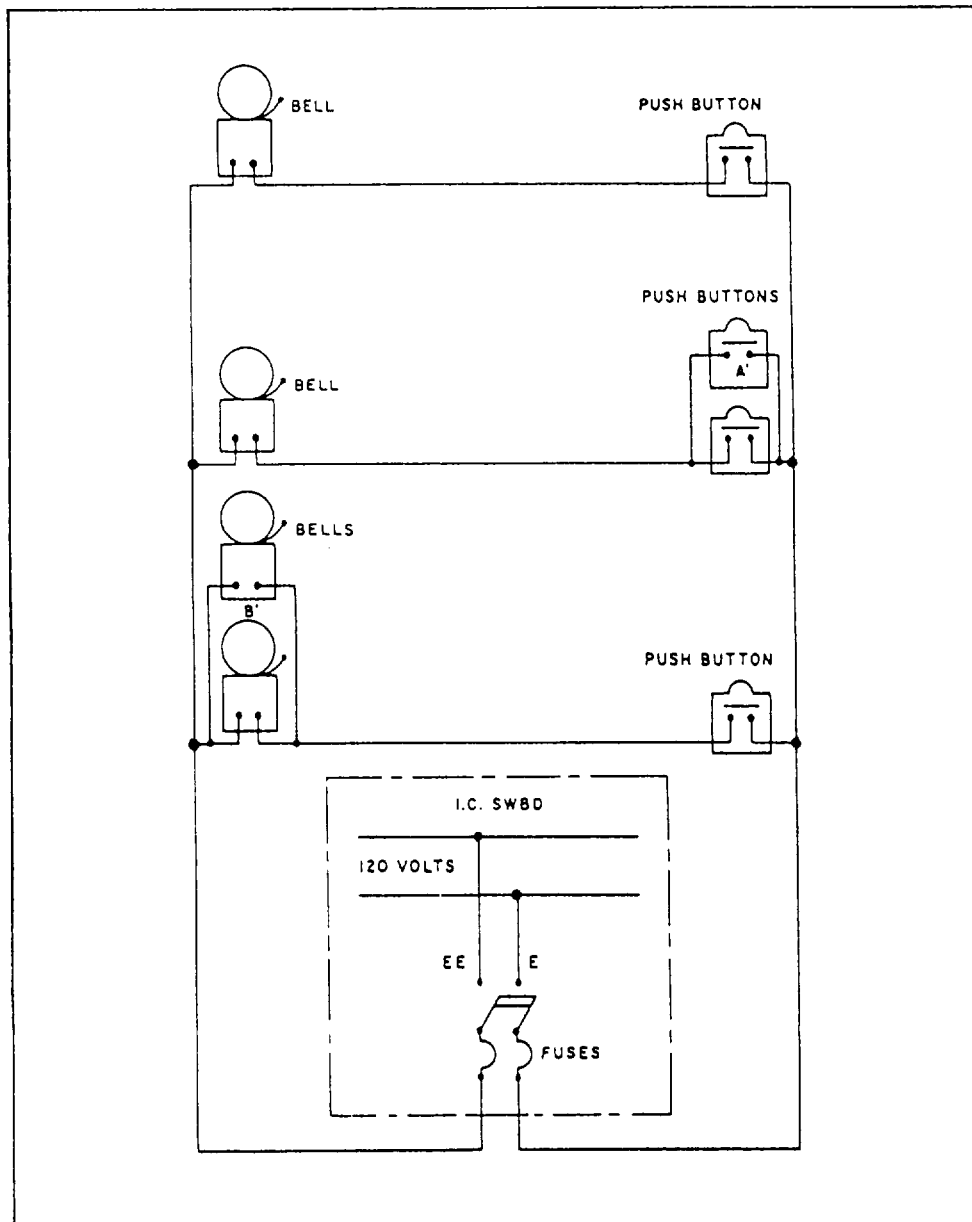 BELL
PUSH BUTTON
PUSH BUTTONS
A'
BELL
BELLS
B'
PUSH BUTTON
I.C. SWBD
120 VOLTS
EE E
FUSES